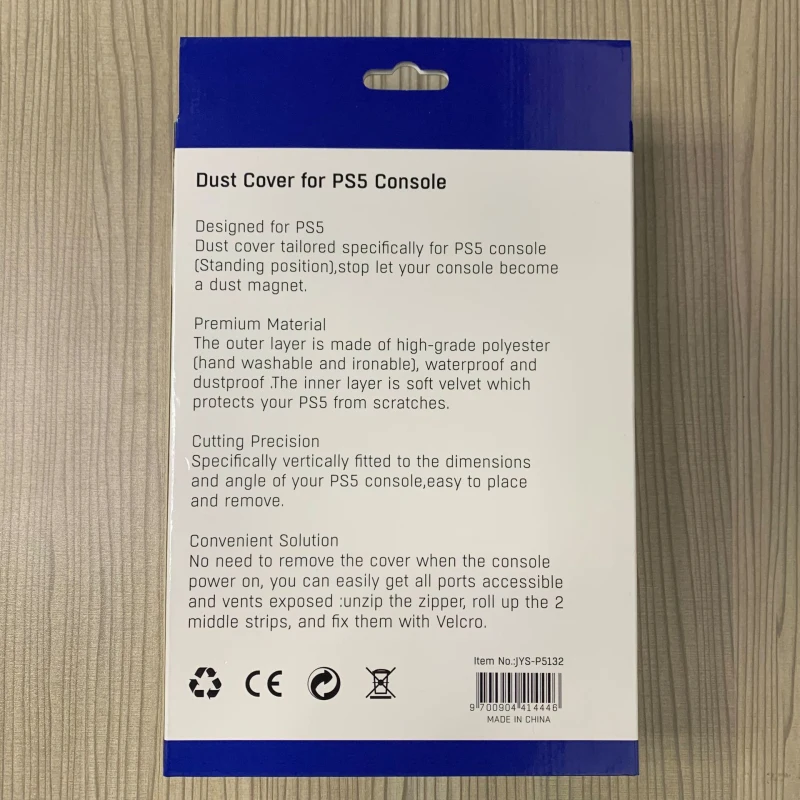 Dust Cover for PS5 Console
Designed for PS5
Dust cover tailored specifically for PS5 console
(Standing position),stop let your console become
a dust magnet.
Premium Material
The outer layer is made of high-grade polyester
(hand washable and ironable), waterproof and
dustproof .The inner layer is soft velvet which
protects your PS5 from scratches.
Cutting Precision
Specifically vertically fitted to the dimensions
and angle of your PS5 console,easy to place
and remove.
Convenient Solution
No need to remove the cover when the console
power on, you can easily get all ports accessible
and vents exposed :unzip the zipper, roll up the 2
middle strips, and fix them with Velcro.
Item No.:JYS-P5132
CE
9 700904 414446
MADE IN CHINA